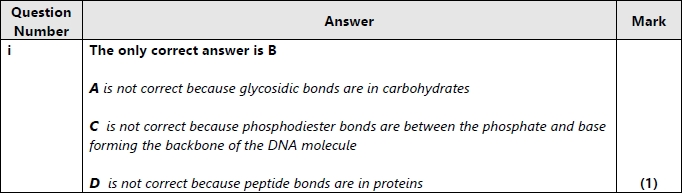 Question Number
Answer
Mark
i
The only correct answer is B
A is not correct because glycosidic bonds are in carbohydrates
C is not correct because phosphodiester bonds are between the phosphate and base
forming the backbone of the DNA molecule
D is not correct because peptide bonds are in proteins
(1)